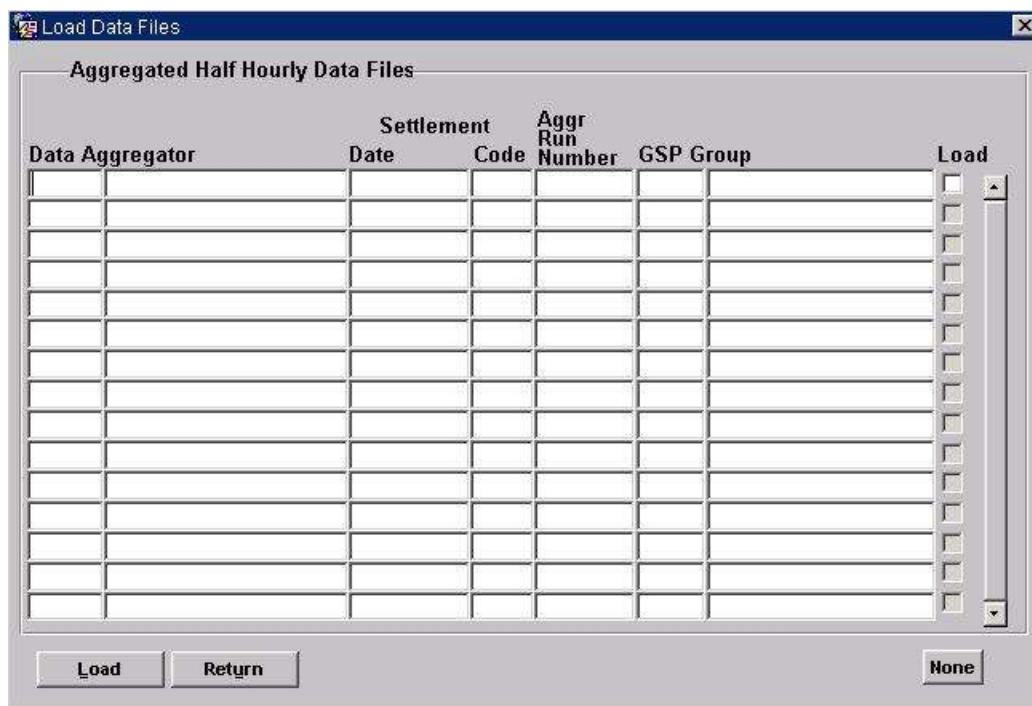 Load Data Files
Aggregated Half Hourly Data Files
Settlement
Aggr
Run
Data Aggregator Date Code Number GSP Group Load
Load Return None